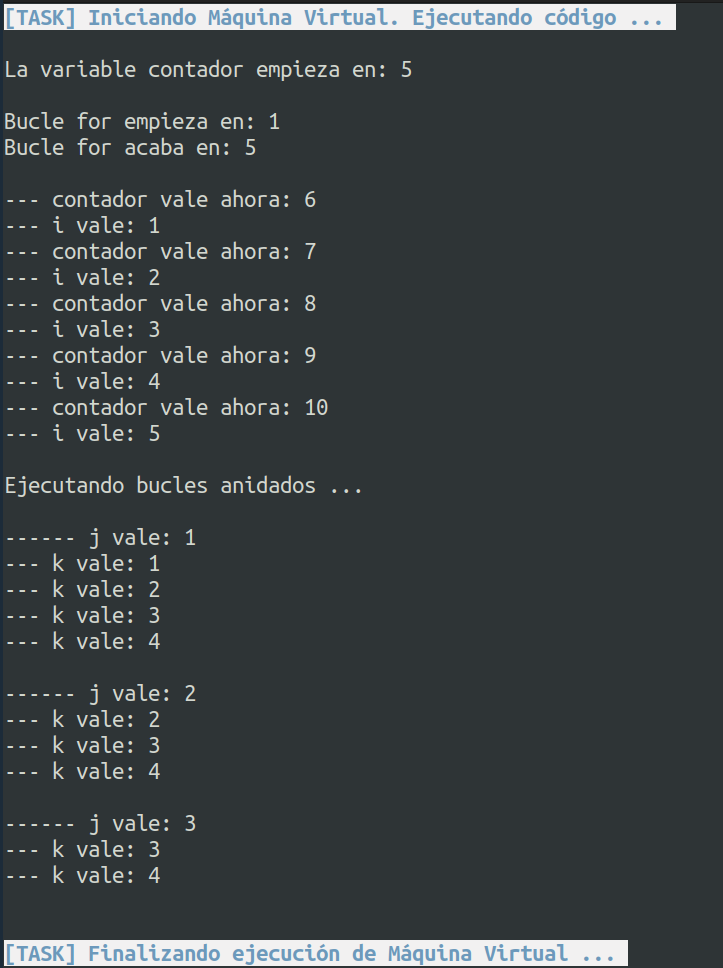 [TASK] Iniciando Máquina Virtual. Ejecutando código ...
La variable contador empieza en: 5
Bucle for empieza en: 1
Bucle for acaba en: 5
--- contador vale ahora: 6
--- i vale: 1
--- contador vale ahora: 7
--- i vale: 2
--- contador vale ahora: 8
--- i vale: 3
--- contador vale ahora: 9
--- i vale: 4
--- contador vale ahora: 10
--- i vale: 5
Ejecutando bucles anidados ...
------ j vale: 1
--- k vale: 1
--- k vale: 2
--- k vale: 3
--- k vale: 4
------ j vale: 2
--- k vale: 2
--- k vale: 3
--- k vale: 4
------ j vale: 3
--- k vale: 3
--- k vale: 4
[TASK] Finalizando ejecución de Máquina Virtual ...